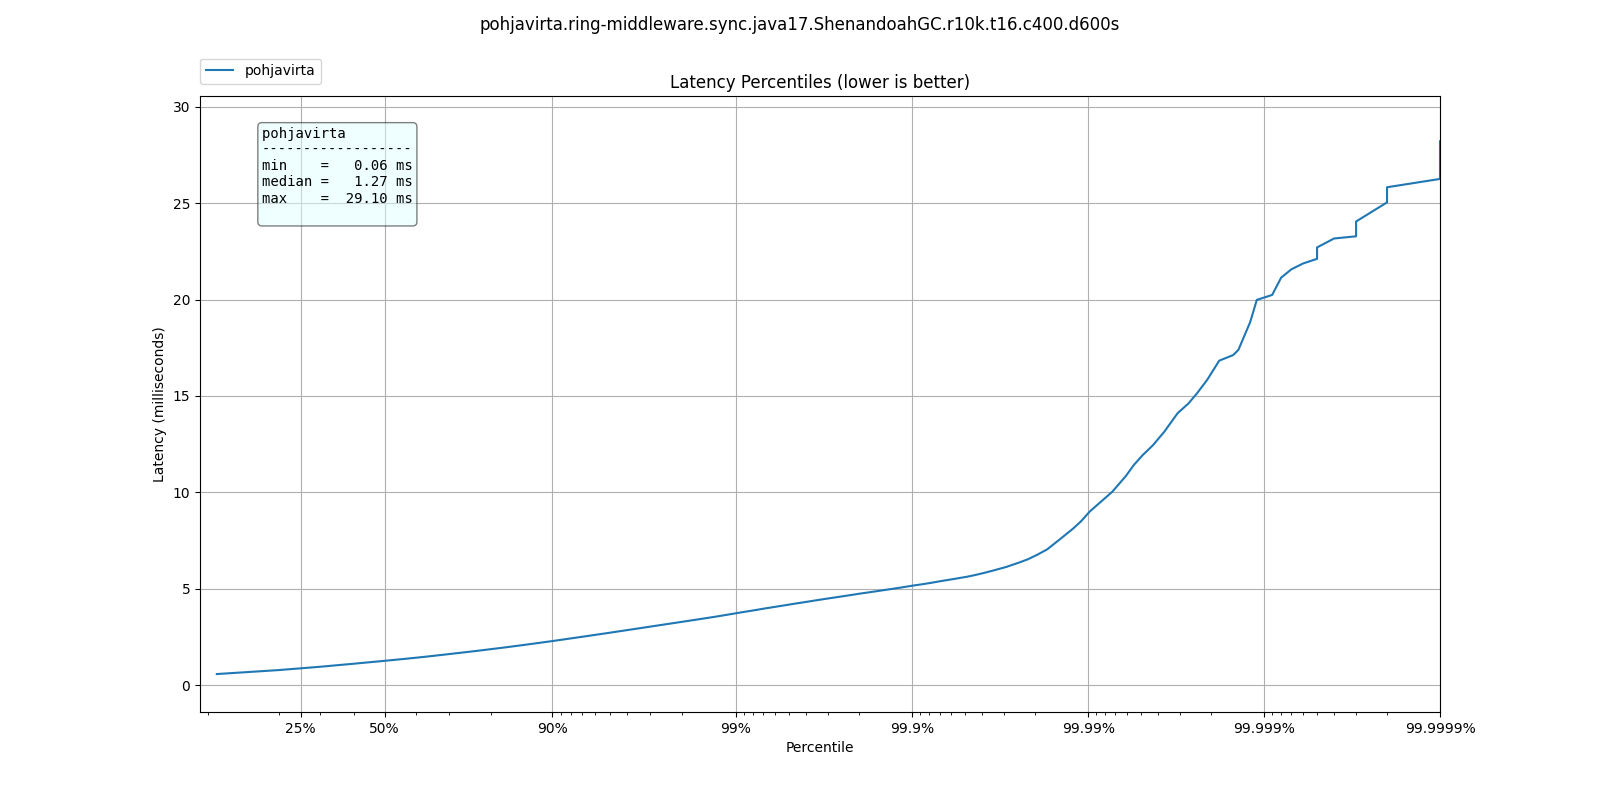 pohjavirta.ring-middleware.sync.java17.ShenandoahGC.r10k.t16.c400.d600s
pohjavirta
Latency Percentiles (lower is better)
30
25
20
15
10
5
0
Latency (milliseconds)
pohjavirta
------------------
min    =   0.06 ms
median =   1.27 ms
max    =  29.10 ms
25% 50% 90% 99% 99.9% 99.99% 99.999% 99.9999%
Percentile